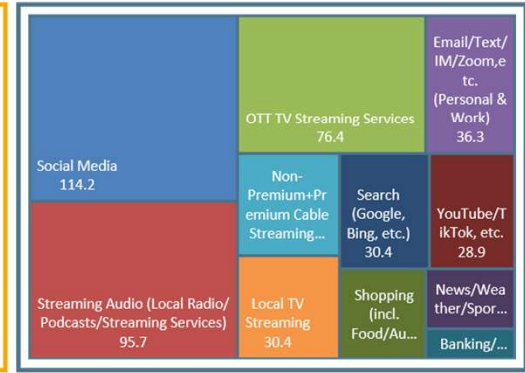 Social Media
114.2
Streaming Audio (Local Radio/
Podcasts/Streaming Services)
95.7
OTT TV Streaming Services
76.4
Non-
Premium+Pr
emium Cable
Streaming...
Local TV
Streaming
30.4
Search
(Google,
Bing, etc.)
30.4
Shopping
(incl.
Food/Au...
Email/Text/
IM/Zoom,e
tc.
(Personal &
Work)
36.3
YouTube/T
ikTok, etc.
28.9
News/Wea
ther/Spor...
Banking/...